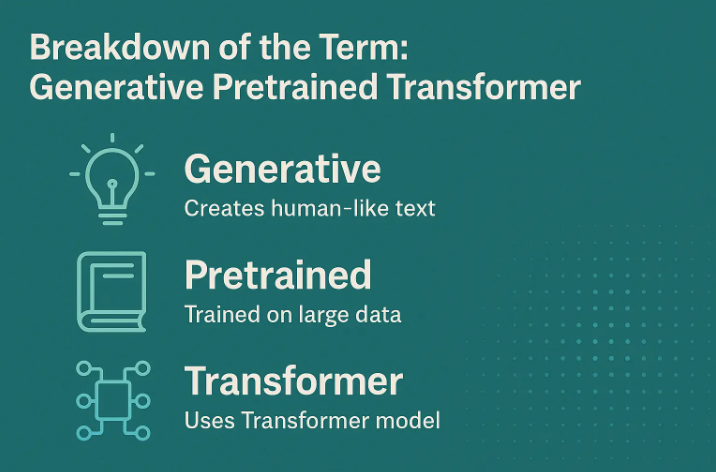 Breakdown of the Term:
Generative Pretrained Transformer
Generative
Creates human-like text
Pretrained
Trained on large data
Transformer
Uses Transformer model